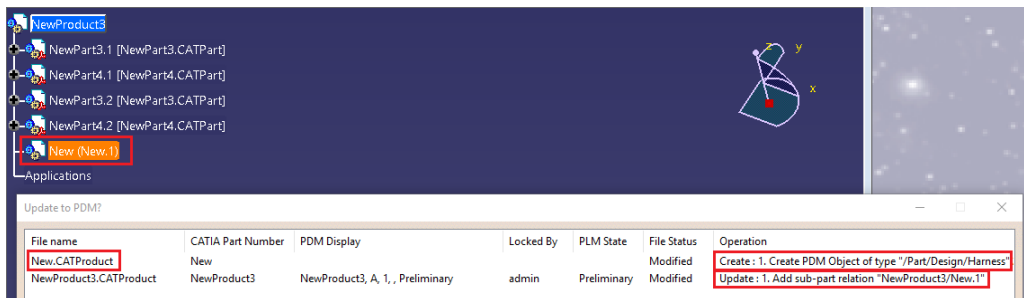 NewProduct3
NewPart3.1 [NewPart3.CATPart]
z y
NewPart4.1 [NewPart4.CATPart]
x
NewPart3.2 [NewPart3.CATPart]
NewPart4.2 [NewPart4.CATPart]
New (New.1)
Applications
Update to PDM?
File name CATIA Part Number PDM Display Locked By PLM State File Status Operation
New.CATProduct New Modified Create : 1. Create PDM Object of type "/Part/Design/Harness"
NewProduct3.CATProduct NewProduct3 NewProduct3, A, 1, , Preliminary admin Preliminary Modified Update : 1. Add sub-part relation "NewProduct3/New.1"